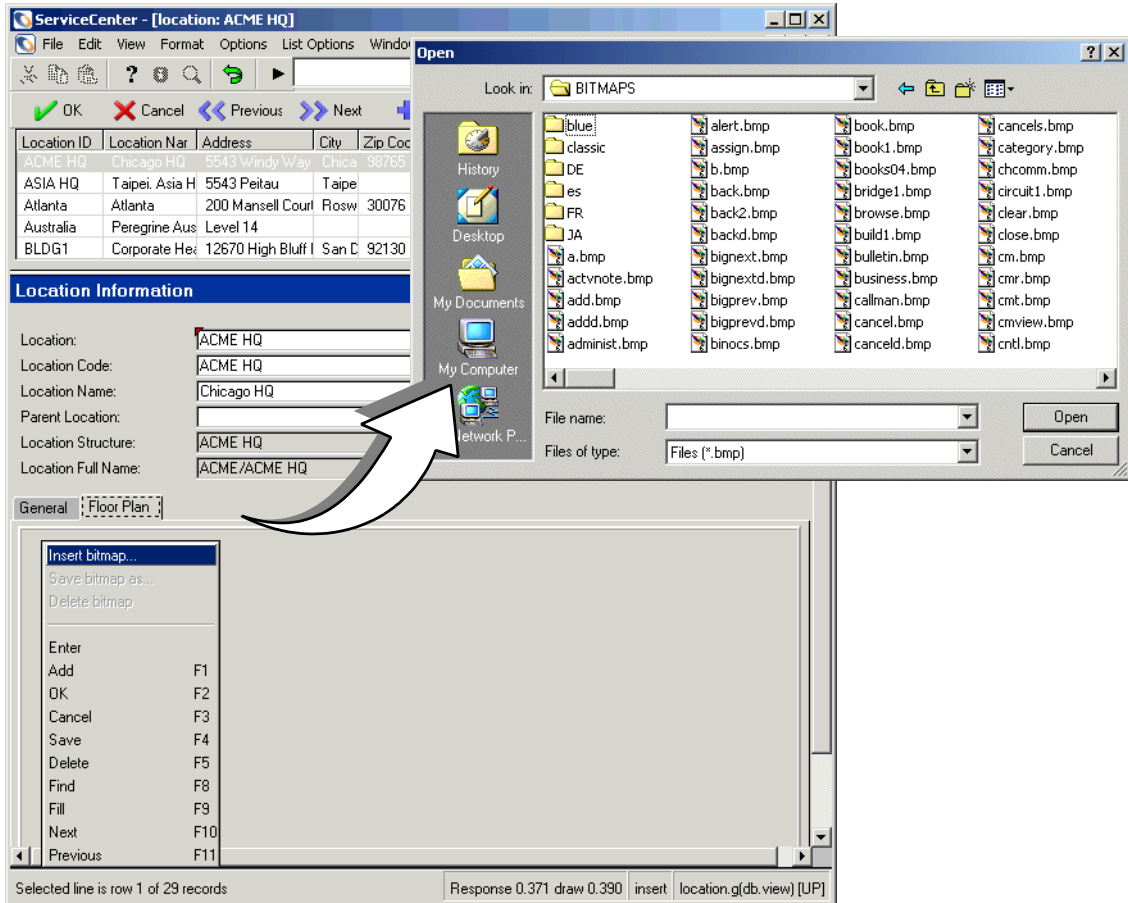 ServiceCenter - [location: ACME HQ]
File Edit View Format Options List Options Windo
OK Cancel Previous Next
Location ID Location Nar Address City Zip Coc
ACME HQ Chicago HQ 5543 Windy Way Chica 98765
ASIA HQ Taipei. Asia H 5543 Peitau Taipe
Atlanta Atlanta 200 Mansell Court Rosw 30076
Australia Peregrine Aus Level 14
BLDG1 Corporate Hea 12670 High Bluff San D 92130
Location Information
Location: ACME HQ
Location Code: ACME HQ
Location Name: Chicago HQ
Parent Location:
Location Structure: ACME HQ
Location Full Name: ACME/ACME HQ
General Floor Plan
Insert bitmap...
Save bitmap as...
Delete bitmap
Enter
Add F1
OK F2
Cancel F3
Save F4
Delete F5
Find F8
Fill F9
Next F10
Previous F11
Selected line is row 1 of 29 records
Response 0.371 draw 0.390 insert location.g(db.view) [UP]
Open
Look in: BITMAPS
History
Desktop
My Documents
My Computer
etwork P...
blue alert.bmp book.bmp cancels.bmp
classic assign.bmp book1.bmp category.bmp
DE b.bmp books04.bmp chcomm.bmp
es back.bmp bridge1.bmp circuit1.bmp
FR back2.bmp browse.bmp clear.bmp
JA backd.bmp build1.bmp close.bmp
a.bmp bignext.bmp bulletin.bmp cm.bmp
actvnote.bmp bignextd.bmp business.bmp cmr.bmp
add.bmp bigprev.bmp callman.bmp cmt.bmp
addd.bmp bigprevd.bmp cancel.bmp cmview.bmp
administ.bmp binocs.bmp canceld.bmp cntl.bmp
File name: Open
Files of type: Files (*.bmp) Cancel